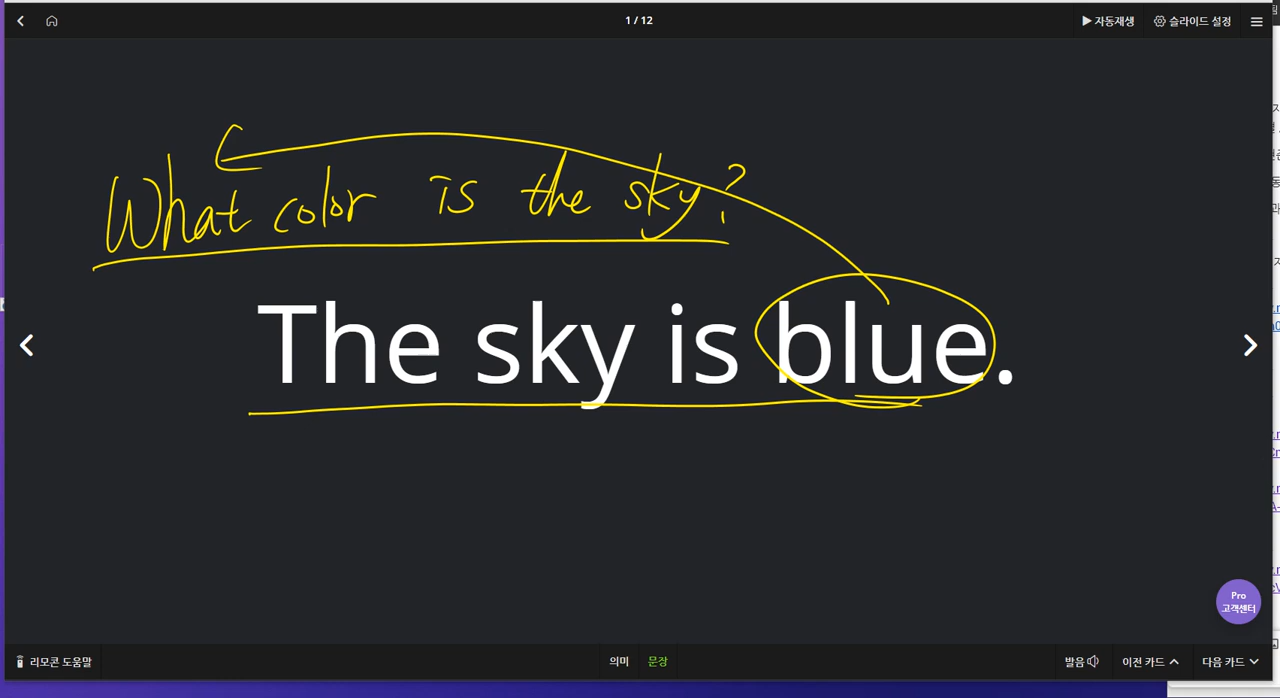 1 / 12
▶ 자동재생
슬라이드 설정
What color is the sky?
The sky is blue.
Pro
고객센터
리모콘 도움말
의미
문장
발음
이전 카드
다음 카드